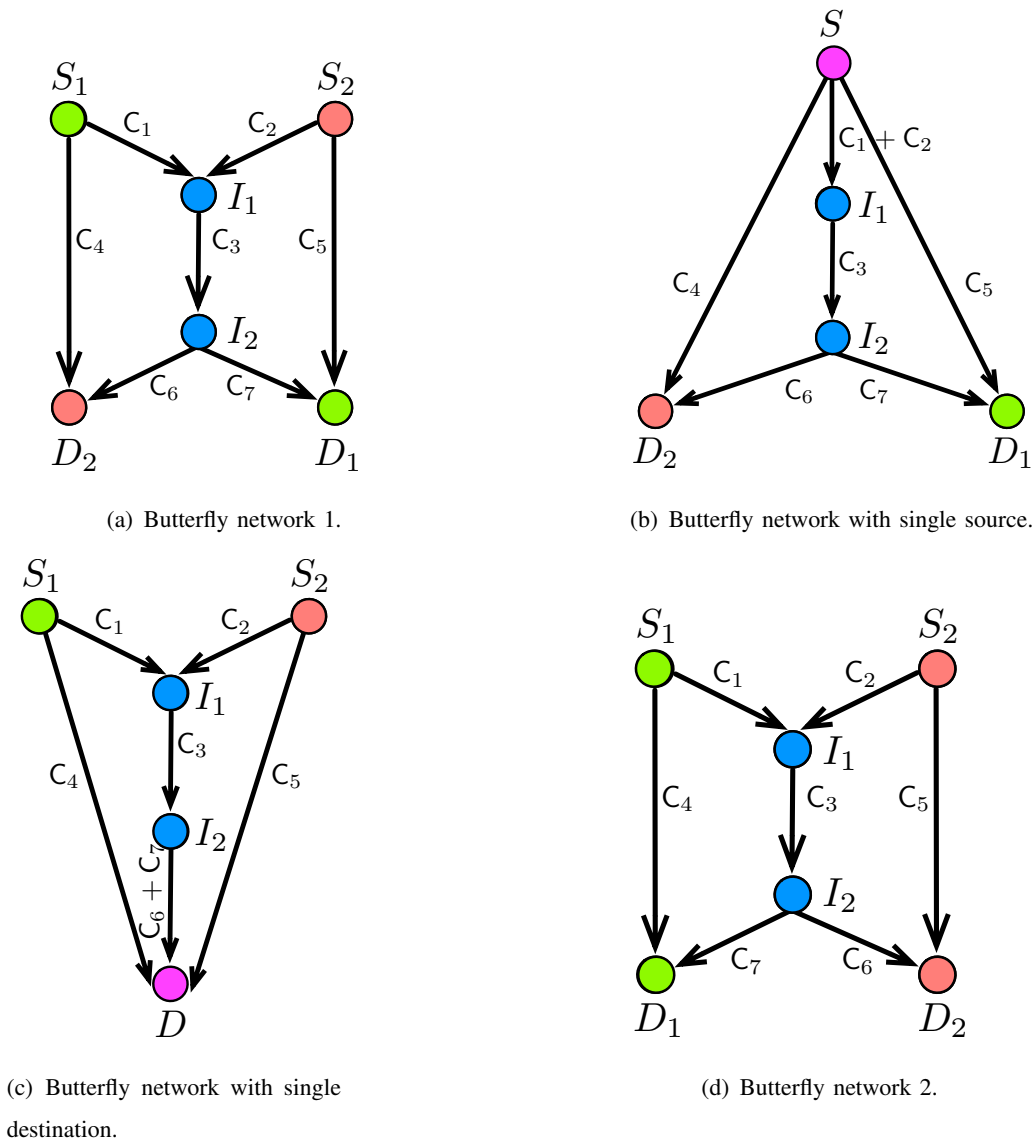 S₁ S₂
C₁ C₂
I₁
C₄ C₃ C₅
I₂
C₆ C₇
D₂ D₁
(a) Butterfly network 1.
S
C₁ + C₂
I₁
C₃
C₄ C₅
I₂
C₆ C₇
D₂ D₁
(b) Butterfly network with single source.
S₁ S₂
C₁ C₂
I₁
C₃
C₄ C₅
I₂
C₆ + C₇
D
(c) Butterfly network with single
destination.
S₁ S₂
C₁ C₂
I₁
C₄ C₃ C₅
I₂
C₇ C₆
D₁ D₂
(d) Butterfly network 2.